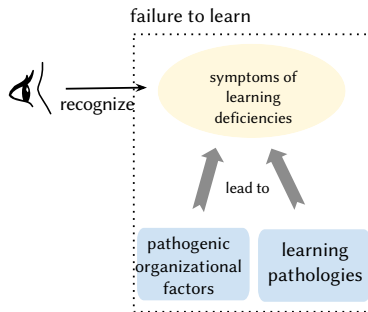 failure to learn
symptoms of
learning
deficiencies
recognize
lead to
pathogenic
organizational
factors
learning
pathologies